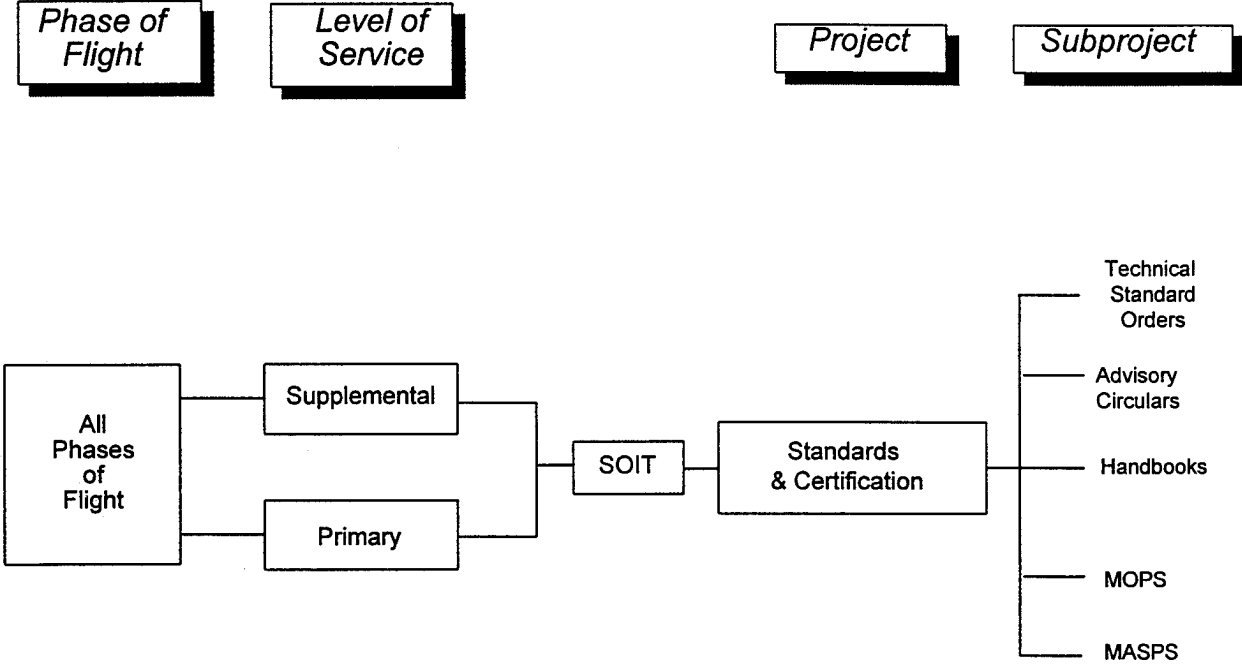 Phase of
Flight
Level of
Service
Project
Subproject
All
Phases
of
Flight
Supplemental
Primary
SOIT
Standards
& Certification
Technical
Standard
Orders
Advisory
Circulars
Handbooks
MOPS
MASPS